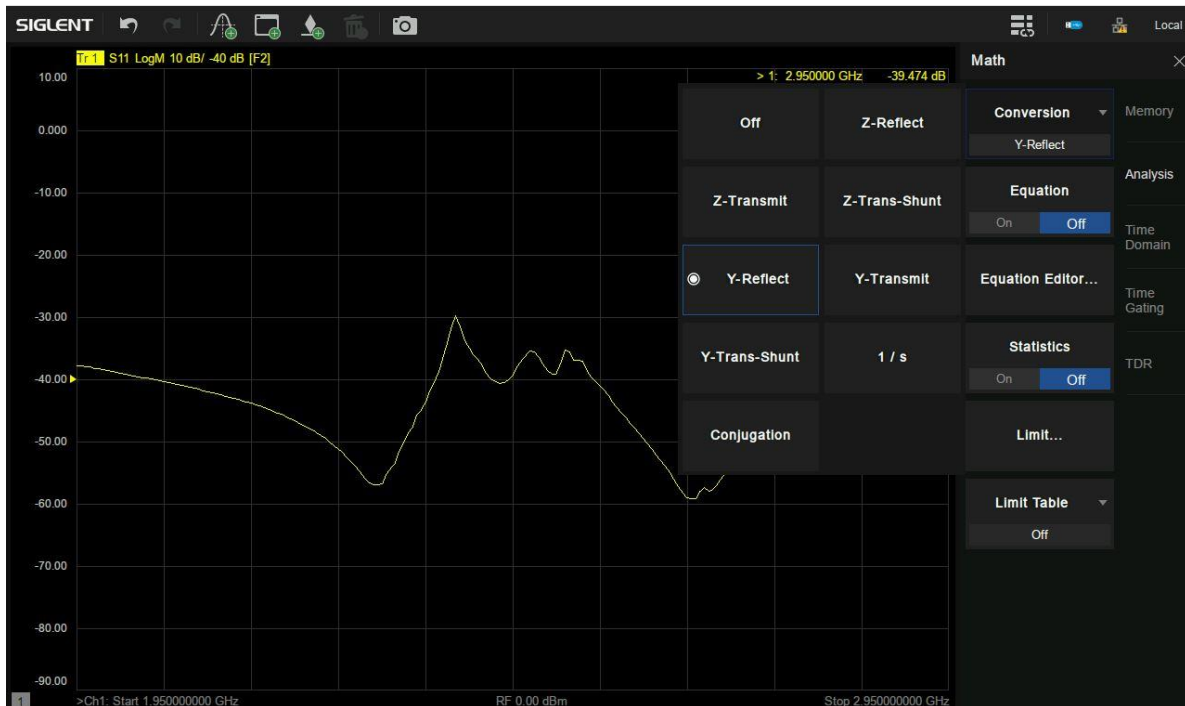 SIGLENT
Local
Tr 1 S11 LogM 10 dB/ -40 dB [F2]
> 1: 2.950000 GHz -39.474 dB
10.00
0.000
-10.00
-20.00
-30.00
-40.00
-50.00
-60.00
-70.00
-80.00
-90.00
Off
Z-Reflect
Z-Transmit
Z-Trans-Shunt
Y-Reflect
Y-Transmit
Y-Trans-Shunt
1 / s
Conjugation
Math
Conversion
Y-Reflect
Equation
On Off
Equation Editor...
Statistics
On Off
Limit...
Limit Table
Off
Memory
Analysis
Time
Domain
Time
Gating
TDR
1
>Ch1: Start 1.950000000 GHz
RF 0.00 dBm
Stop 2.950000000 GHz